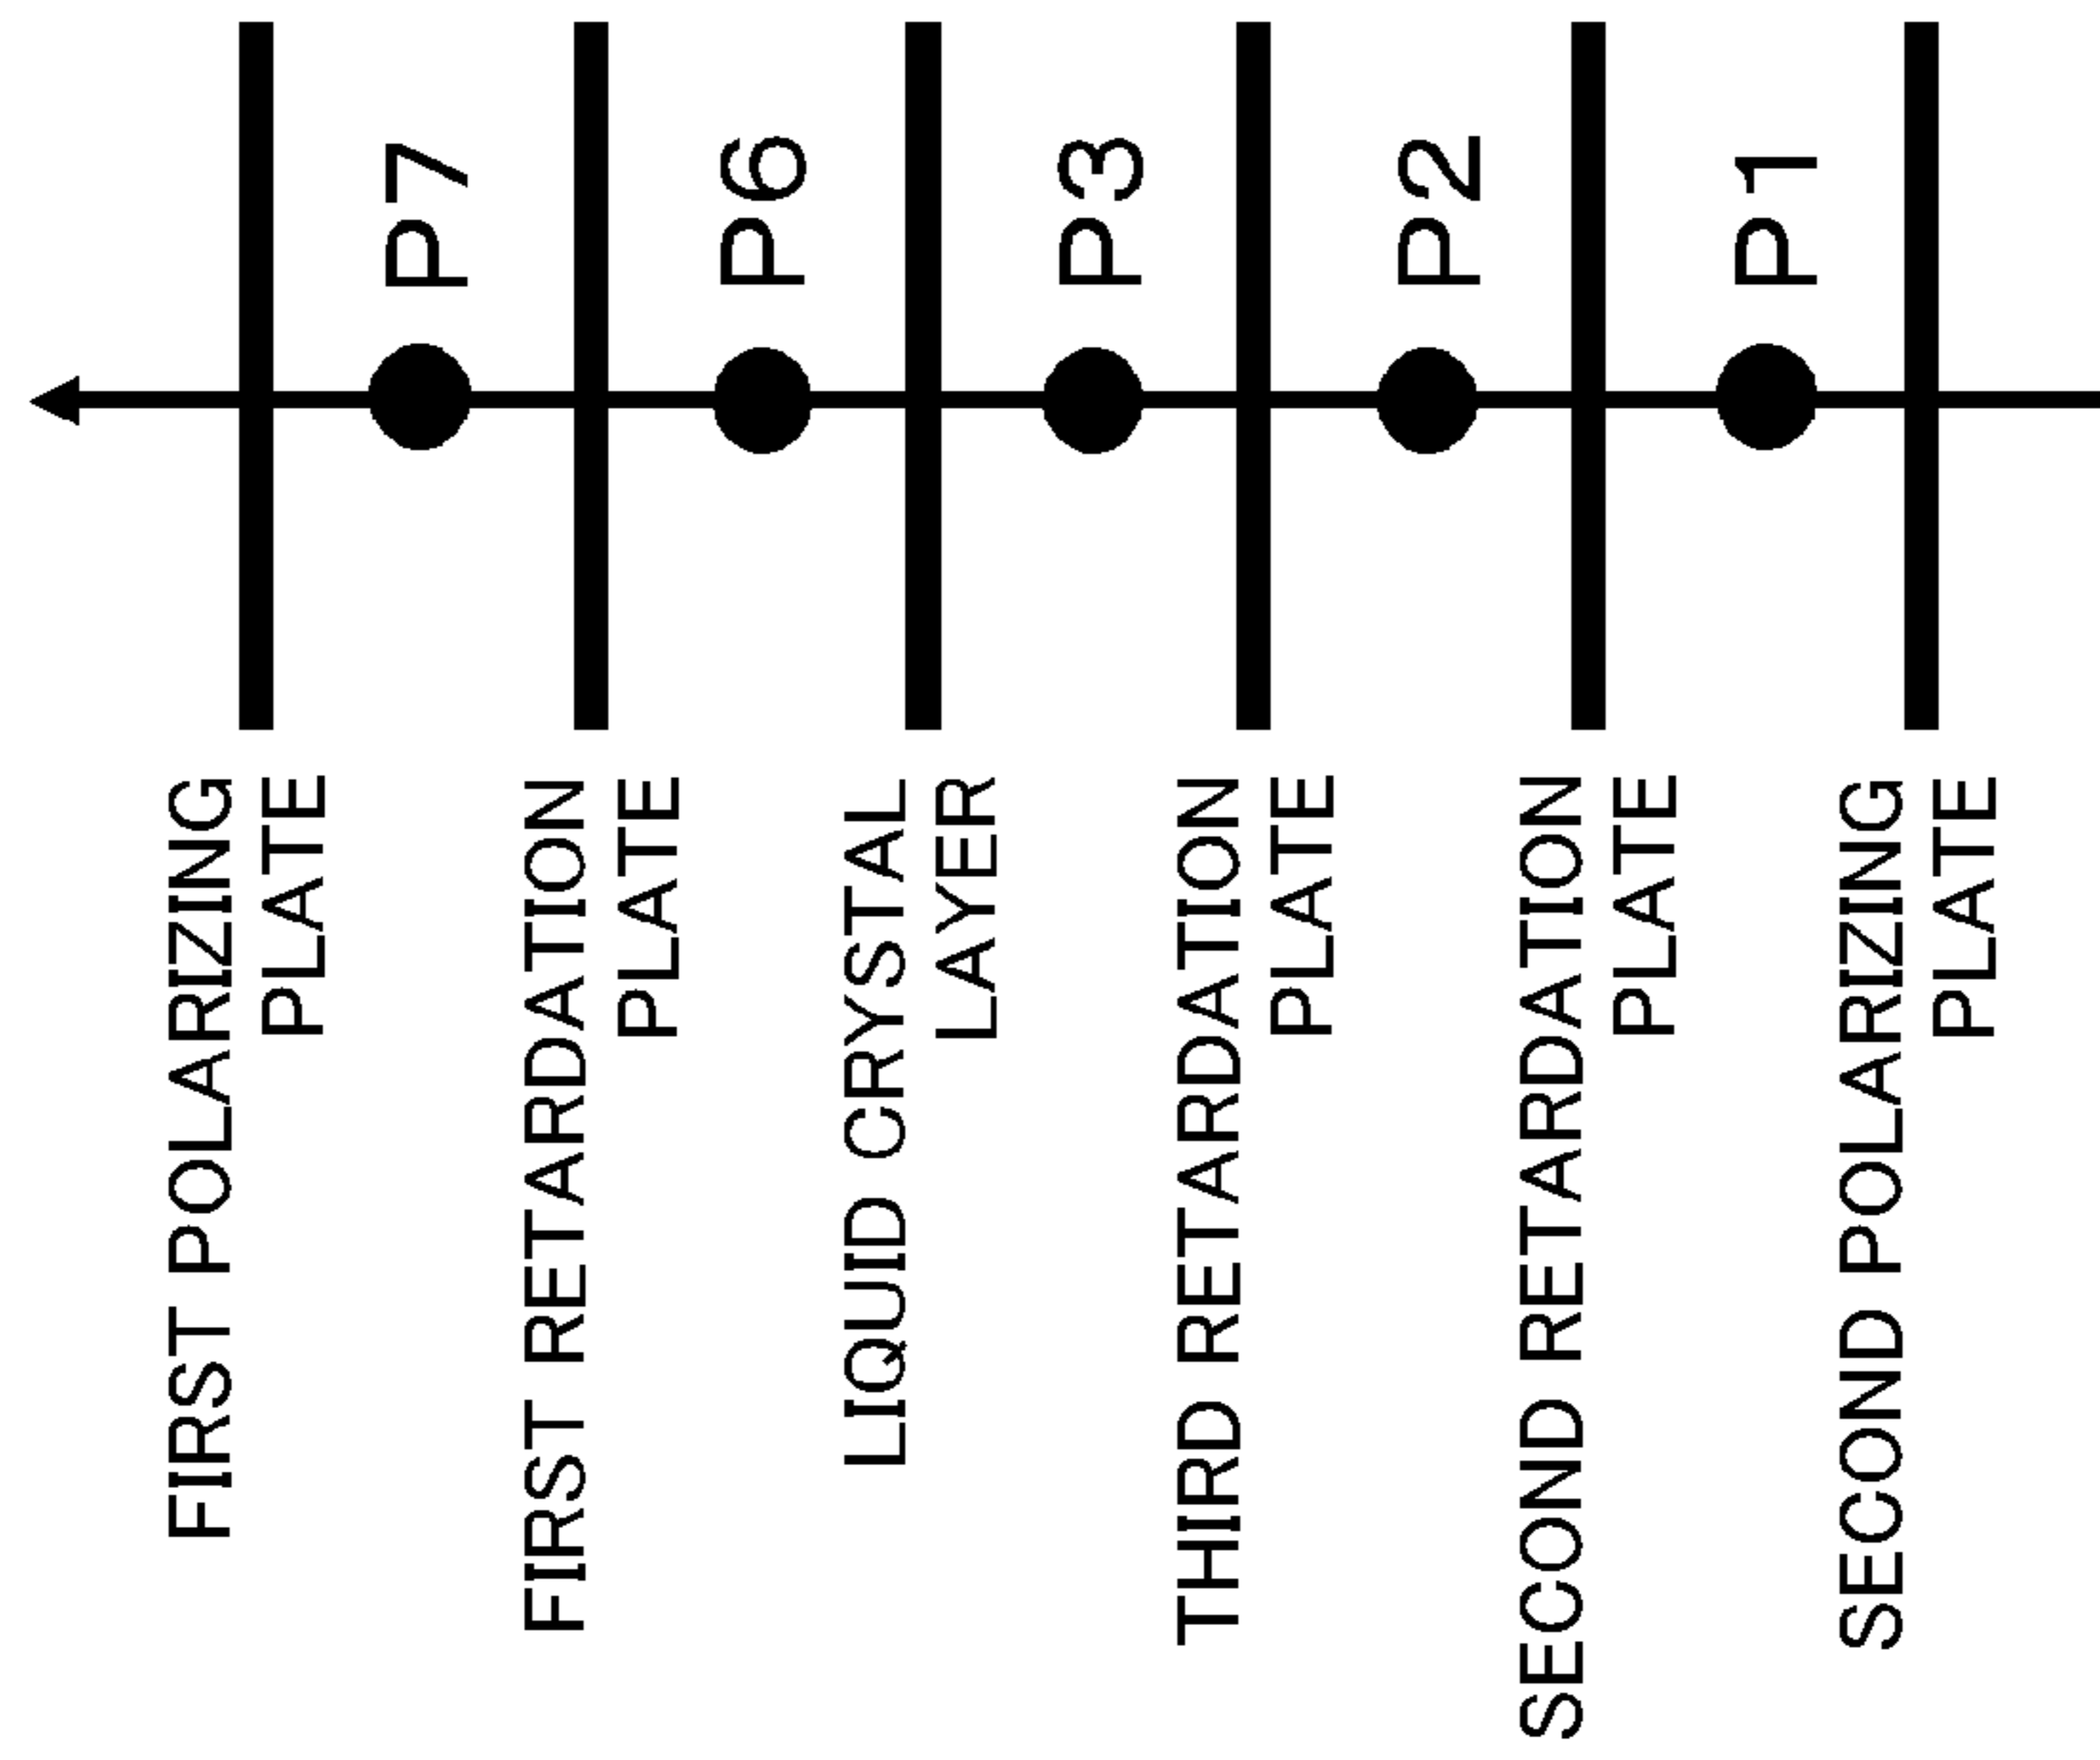 P7
P6
P3
P2
P1
FIRST POLARIZING
PLATE
FIRST RETARDATION
PLATE
LIQUID CRYSTAL
LAYER
THIRD RETARDATION
PLATE
SECOND RETARDATION
PLATE
SECOND POLARIZING
PLATE